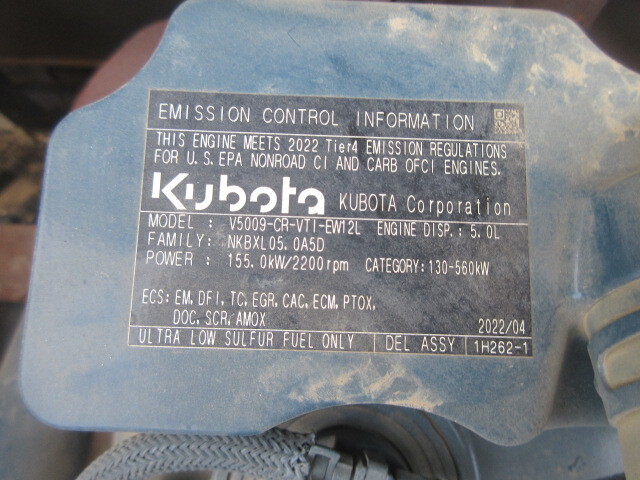 EMISSION CONTROL INFORMATION
THIS ENGINE MEETS 2022 Tier4 EMISSION REGULATIONS
FOR U.S. EPA NONROAD CI AND CARB OFCI ENGINES.
Kubota KUBOTA Corporation
MODEL : V5009-CR-VTI-EW12L ENGINE DISP.: 5.0L
FAMILY: NKBXL05.0A5D
POWER : 155.0kW/2200rpm CATEGORY:130-560kW
ECS: EM, DFI, TC, EGR, CAC, ECM, PTOX,
DOC, SCR, AMOX
2022/04
ULTRA LOW SULFUR FUEL ONLY DEL ASSY 1H262-1